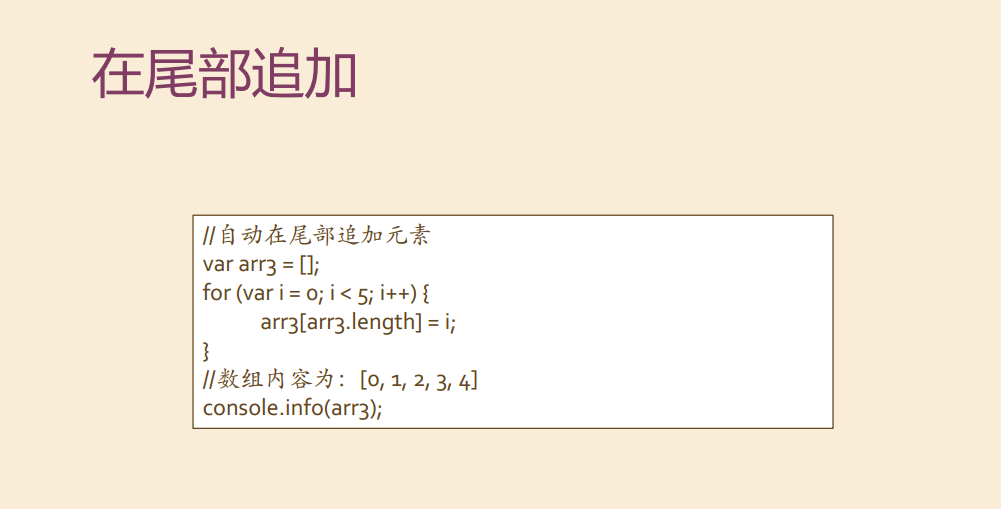 在尾部追加
//自动在尾部追加元素
var arr3 = [];
for (var i = 0; i < 5; i++) {
arr3[arr3.length] = i;
}
//数组内容为：[0, 1, 2, 3, 4]
console.info(arr3);